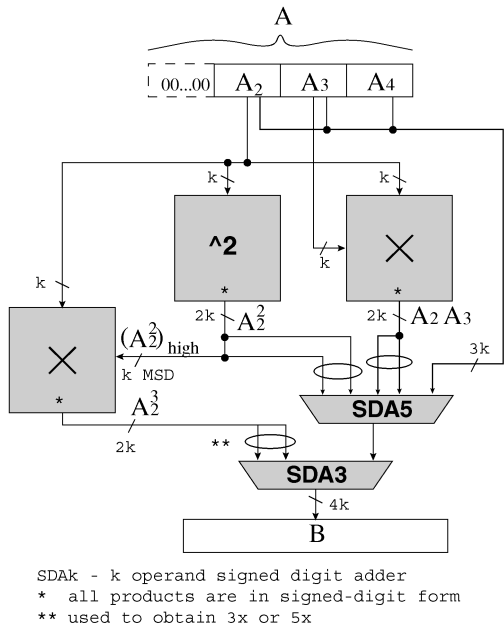 A
00...00 A2 A3 A4
k k
k
^2 ×
k
* *
2k A2^2 2k A2 A3
(A2^2)high
k MSD
3k
×
*
A2^3
2k
SDA5
**
SDA3
4k
B
SDAk - k operand signed digit adder
* all products are in signed-digit form
** used to obtain 3x or 5x